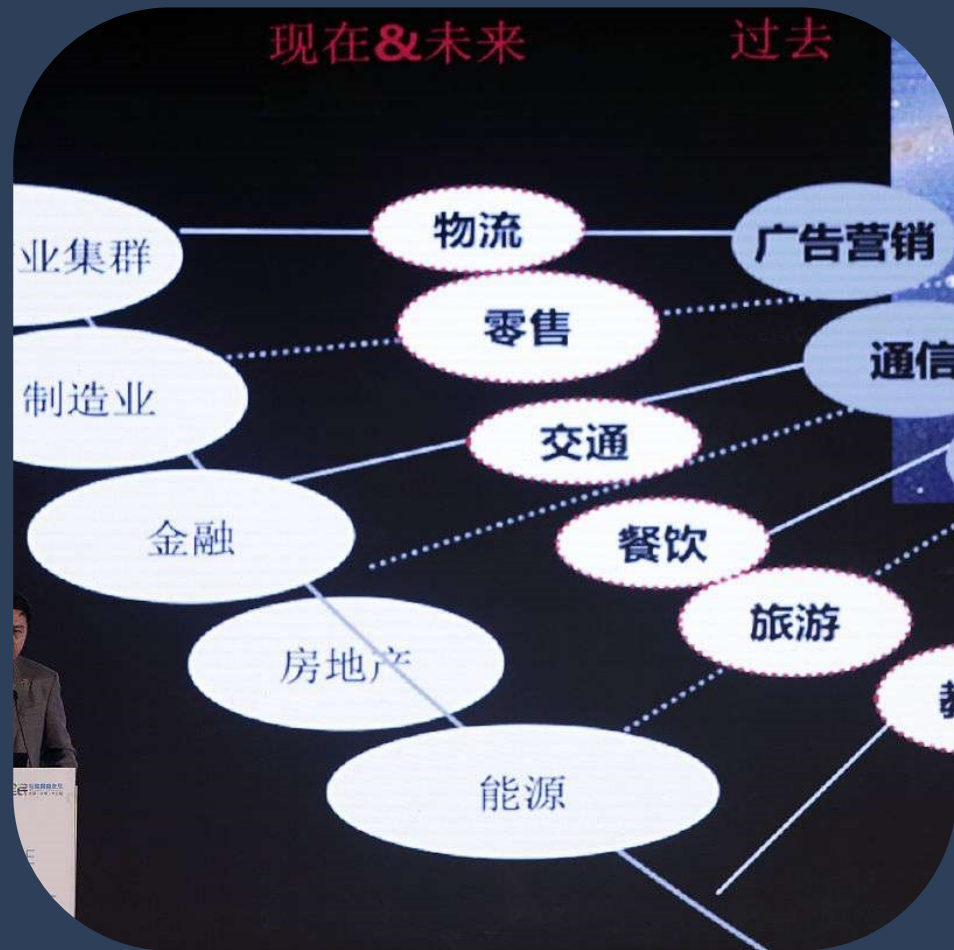 现在&未来
过去
业集群
物流
广告营销
零售
制造业
通信
交通
金融
餐饮
旅游
房地产
能源